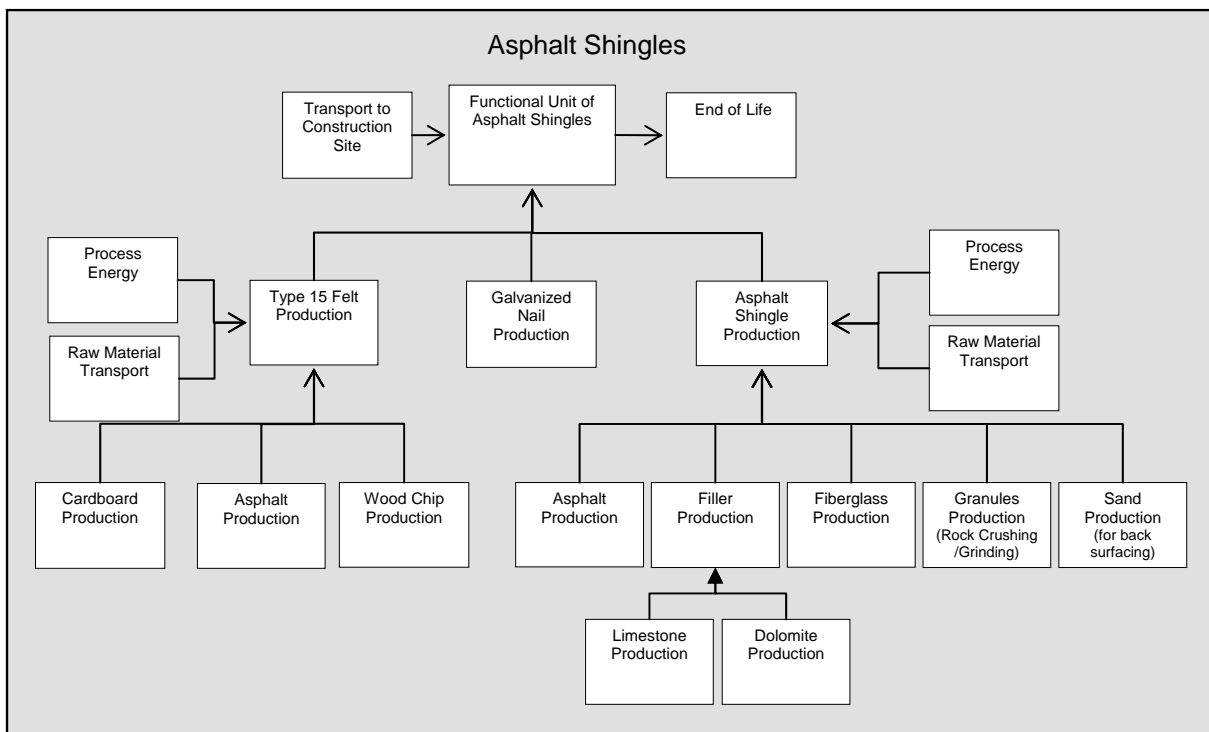 Asphalt Shingles
Transport to
Construction
Site
Functional Unit of
Asphalt Shingles
End of Life
Process
Energy
Raw Material
Transport
Type 15 Felt
Production
Galvanized
Nail
Production
Asphalt
Shingle
Production
Process
Energy
Raw Material
Transport
Cardboard
Production
Asphalt
Production
Wood Chip
Production
Asphalt
Production
Filler
Production
Fiberglass
Production
Granules
Production
(Rock Crushing
/Grinding)
Sand
Production
(for back
surfacing)
Limestone
Production
Dolomite
Production